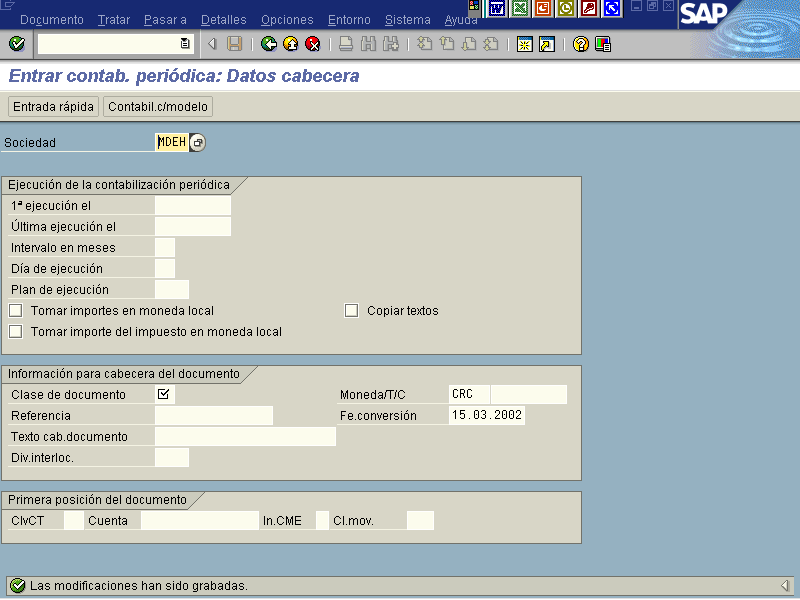 Documento Tratar Pasar a Detalles Opciones Entorno Sistema Ayuda
SAP
Entrar contab. periódica: Datos cabecera
Entrada rápida Contabil.c/modelo
Sociedad MDEH
Ejecución de la contabilización periódica
1ª ejecución el
Última ejecución el
Intervalo en meses
Día de ejecución
Plan de ejecución
Tomar importes en moneda local Copiar textos
Tomar importe del impuesto en moneda local
Información para cabecera del documento
Clase de documento Moneda/T/C CRC
Referencia Fe.conversión 15.03.2002
Texto cab.documento
Div.interloc.
Primera posición del documento
ClvCT Cuenta In.CME Cl.mov.
Las modificaciones han sido grabadas.